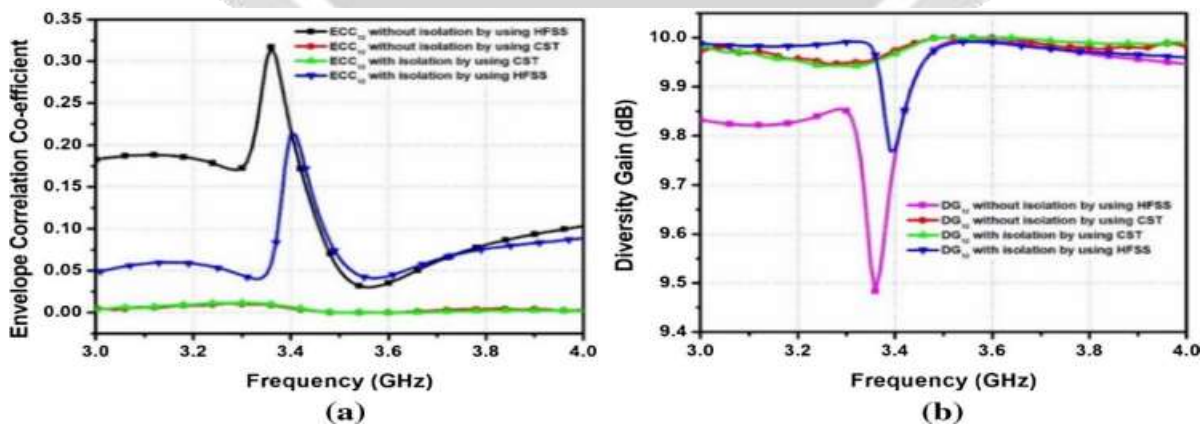 0.35
0.30
0.25
0.20
0.15
0.10
0.05
0.00
Envelope Correlation Co-efficient
ECC₁₂ without isolation by using HFSS
ECC₁₂ without isolation by using CST
ECC₁₂ with isolation by using CST
ECC₁₂ with isolation by using HFSS
3.0 3.2 3.4 3.6 3.8 4.0
Frequency (GHz)
(a)
10.0
9.9
9.8
9.7
9.6
9.5
9.4
Diversity Gain (dB)
DG₁₂ without isolation by using HFSS
DG₁₂ without isolation by using CST
DG₁₂ with isolation by using CST
DG₁₂ with isolation by using HFSS
3.0 3.2 3.4 3.6 3.8 4.0
Frequency (GHz)
(b)